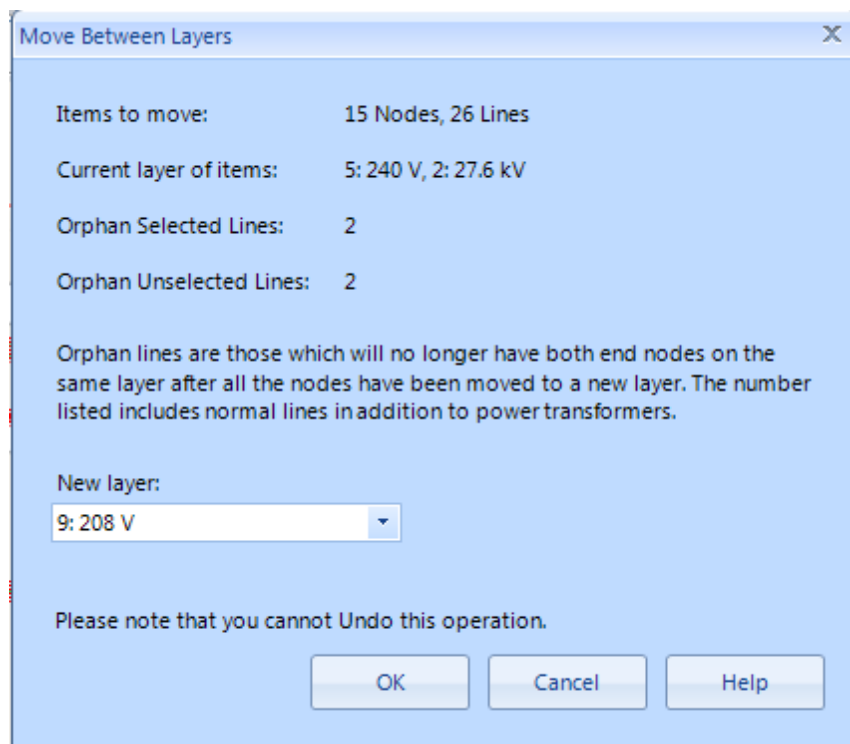 Move Between Layers
Items to move: 15 Nodes, 26 Lines
Current layer of items: 5: 240 V, 2: 27.6 kV
Orphan Selected Lines: 2
Orphan Unselected Lines: 2
Orphan lines are those which will no longer have both end nodes on the
same layer after all the nodes have been moved to a new layer. The number
listed includes normal lines in addition to power transformers.
New layer:
9: 208 V
Please note that you cannot Undo this operation.
OK Cancel Help